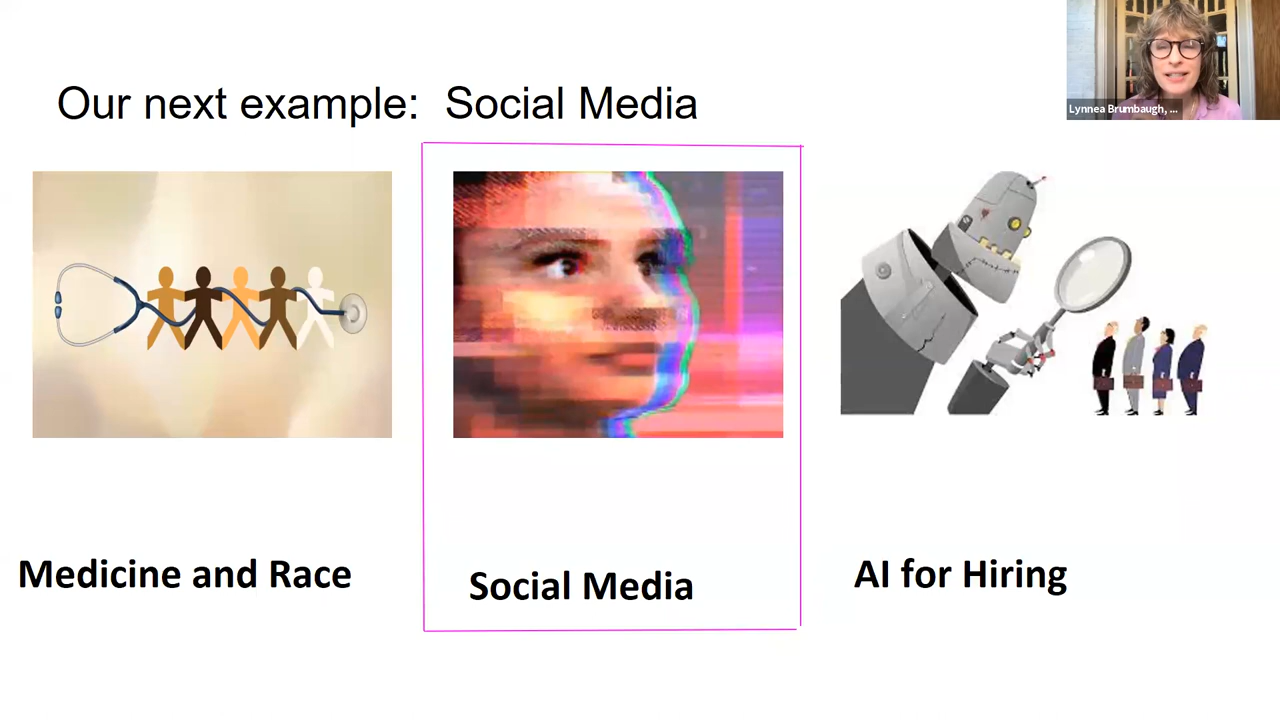 Lynnea Brumbaugh, ...
Our next example: Social Media
Medicine and Race
Social Media
AI for Hiring